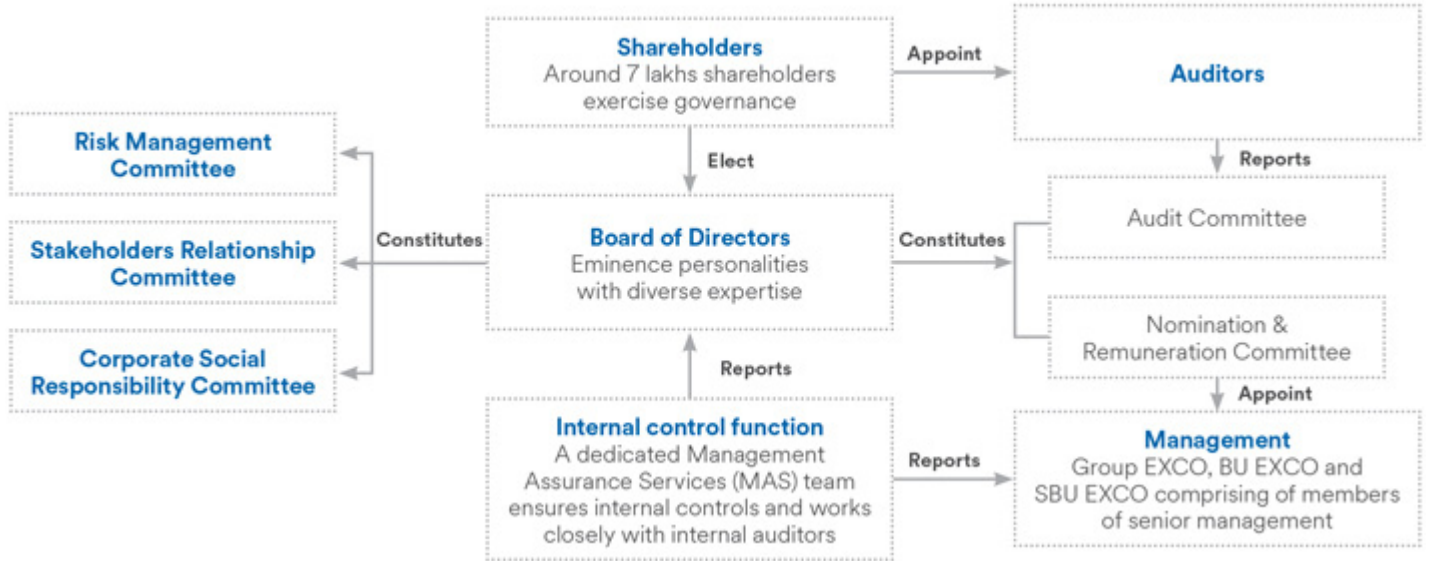 Shareholders
Around 7 lakhs shareholders
exercise governance
Appoint
Auditors
Elect
Reports
Risk Management
Committee
Stakeholders Relationship
Committee
Corporate Social
Responsibility Committee
Constitutes
Board of Directors
Eminence personalities
with diverse expertise
Constitutes
Audit Committee
Nomination &
Remuneration Committee
Reports
Appoint
Internal control function
A dedicated Management
Assurance Services (MAS) team
ensures internal controls and works
closely with internal auditors
Reports
Management
Group EXCO, BU EXCO and
SBU EXCO comprising of members
of senior management